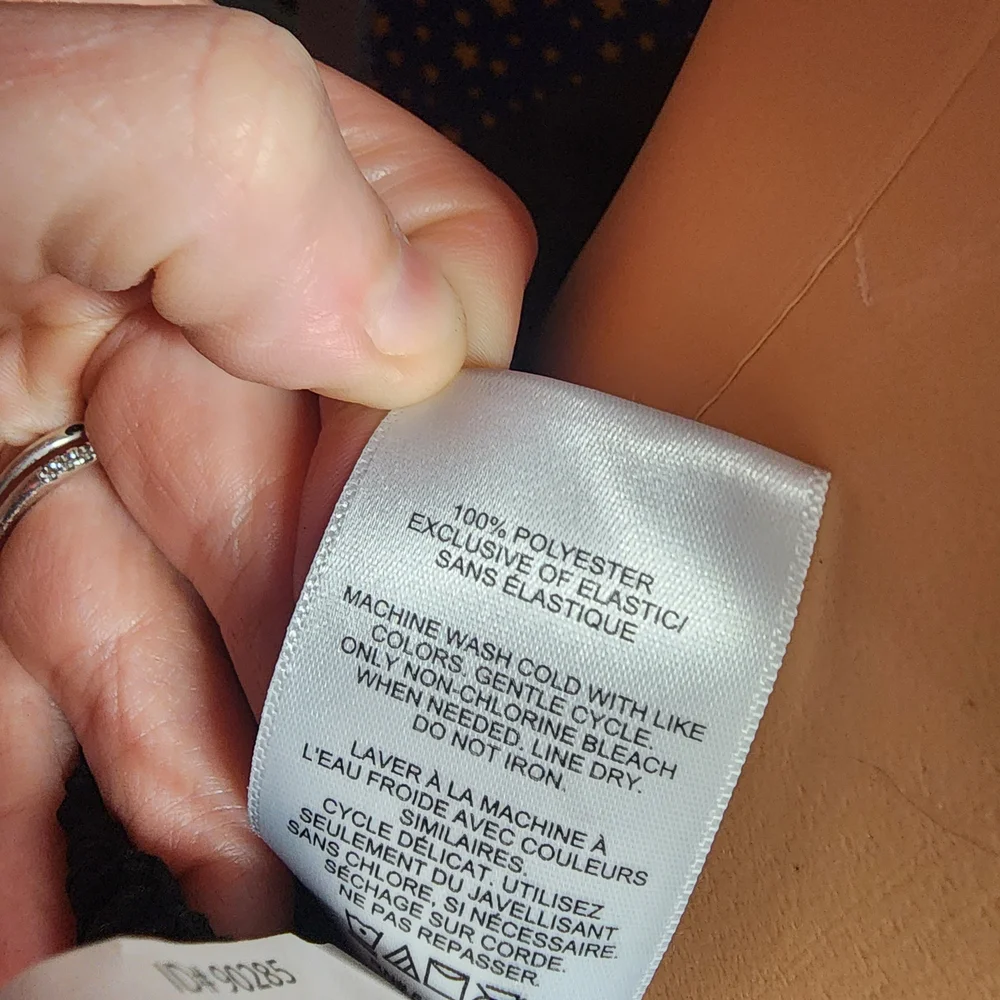 100% POLYESTER
EXCLUSIVE OF ELASTIC/
SANS ÉLASTIQUE
MACHINE WASH COLD WITH LIKE
COLORS, GENTLE CYCLE.
ONLY NON-CHLORINE BLEACH
WHEN NEEDED. LINE DRY.
DO NOT IRON.
LAVER À LA MACHINE À
L'EAU FROIDE AVEC COULEURS
SIMILAIRES.
CYCLE DÉLICAT. UTILISEZ
SEULEMENT DU JAVELLISANT
SANS CHLORE, SI NÉCESSAIRE.
SÉCHAGE SUR CORDE.
NE PAS REPASSER.
ID# 90285